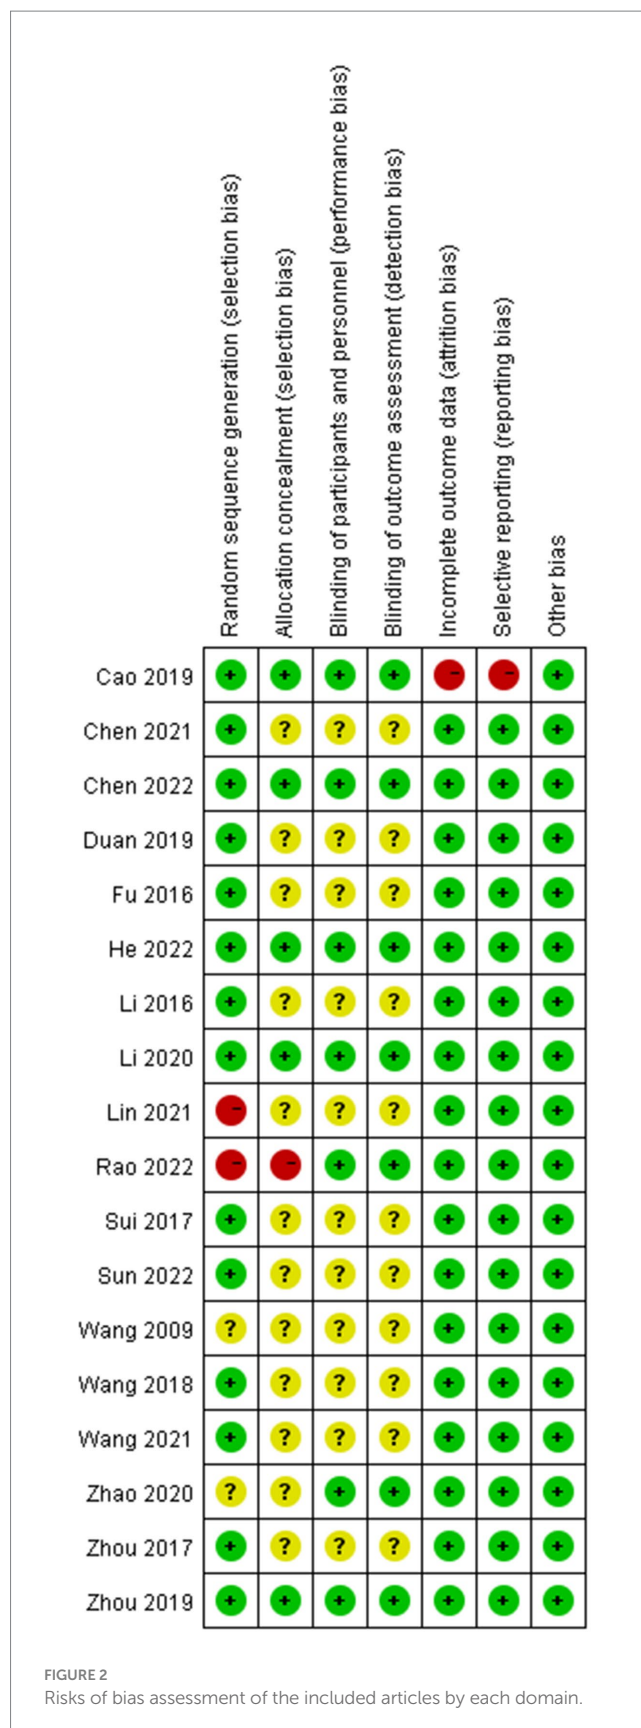 Random sequence generation (selection bias)
Allocation concealment (selection bias)
Blinding of participants and personnel (performance bias)
Blinding of outcome assessment (detection bias)
Incomplete outcome data (attrition bias)
Selective reporting (reporting bias)
Other bias
Cao 2019 + + + + - - +
Chen 2021 + ? ? ? + + +
Chen 2022 + + + + + + +
Duan 2019 + ? ? ? + + +
Fu 2016 + ? ? ? + + +
He 2022 + + + + + + +
Li 2016 + ? ? ? + + +
Li 2020 + + + + + + +
Lin 2021 - ? ? ? + + +
Rao 2022 - - + + + + +
Sui 2017 + ? ? ? + + +
Sun 2022 + ? ? ? + + +
Wang 2009 ? ? ? ? + + +
Wang 2018 + ? ? ? + + +
Wang 2021 + ? ? ? + + +
Zhao 2020 ? ? + + + + +
Zhou 2017 + ? ? ? + + +
Zhou 2019 + + + + + + +
FIGURE 2
Risks of bias assessment of the included articles by each domain.